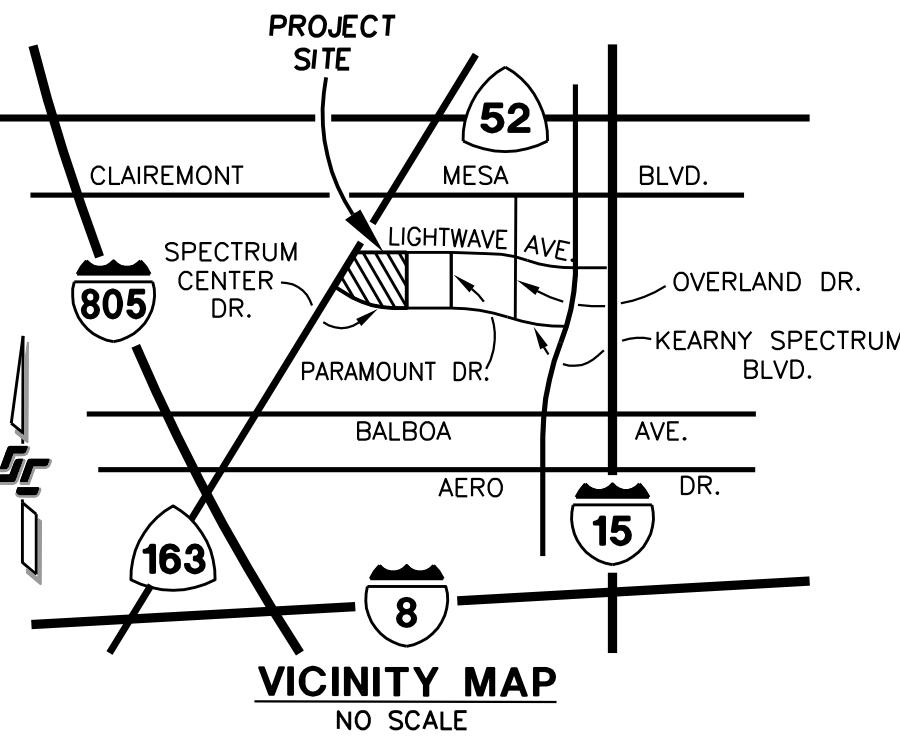 PROJECT
SITE
52
CLAIREMONT MESA BLVD.
LIGHTWAVE AVE.
SPECTRUM
CENTER
DR.
805
OVERLAND DR.
KEARNY SPECTRUM
BLVD.
PARAMOUNT DR.
BALBOA AVE.
AERO DR.
15
163
8
VICINITY MAP
NO SCALE